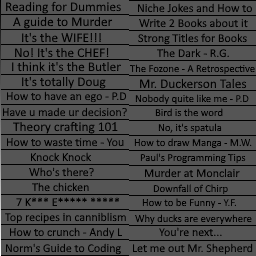 Reading for Dummies
A guide to Murder
It's the WIFE!!!
No! It's the CHEF!
I think it's the Butler
It's totally Doug
How to have an ego - P.D
Have u made ur decision?
Theory crafting 101
How to waste time - You
Knock Knock
Who's there?
The chicken
7 K*** E***** *****
Top recipes In canniblism
How to crunch - Andy L
Norm's Guide to Coding
Niche Jokes and How to
Write 2 Books about it
Strong Titles for Books
The Dark - R.G.
The Fozone - A Retrospective
Mr. Duckerson Tales
Nobody quite like me - P.D
Bird is the word
No, it's spatula
How to draw Manga - M.W.
Paul's Programming Tips
Murder at Monclair
Downfall of Chirp
How to be Funny - Y.F.
Why ducks are everywhere
You're next...
Let me out Mr. Shepherd